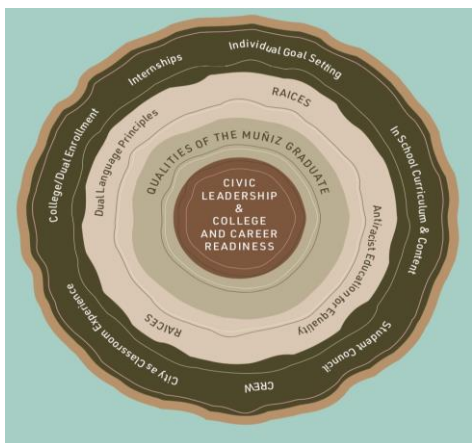 CIVIC
LEADERSHIP
&
COLLEGE
AND CAREER
READINESS
QUALITIES OF THE MUÑIZ GRADUATE
RAICES
Antiracist Education for Equality
RAICES
Dual Language Principles
Individual Goal Setting
In School Curriculum & Content
Student Council
CREW
City as Classroom Experience
College/Dual Enrollment
Internships